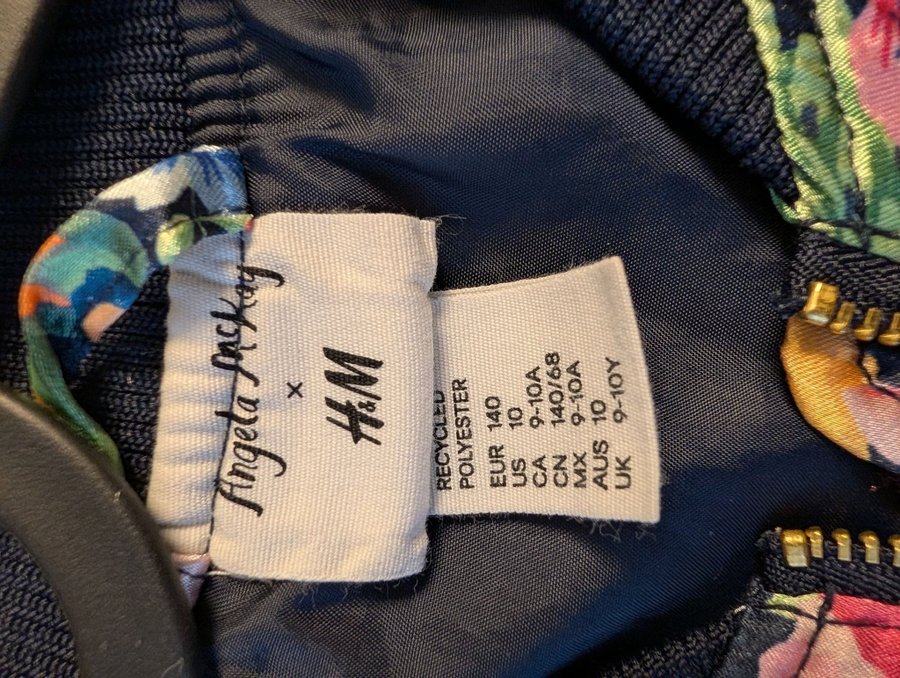 Angela McKay
×
H&M
RECYCLED
POLYESTER
EUR 140
US 10
CA 9-10A
CN 140/68
MX 9-10A
AUS 10
UK 9-10Y